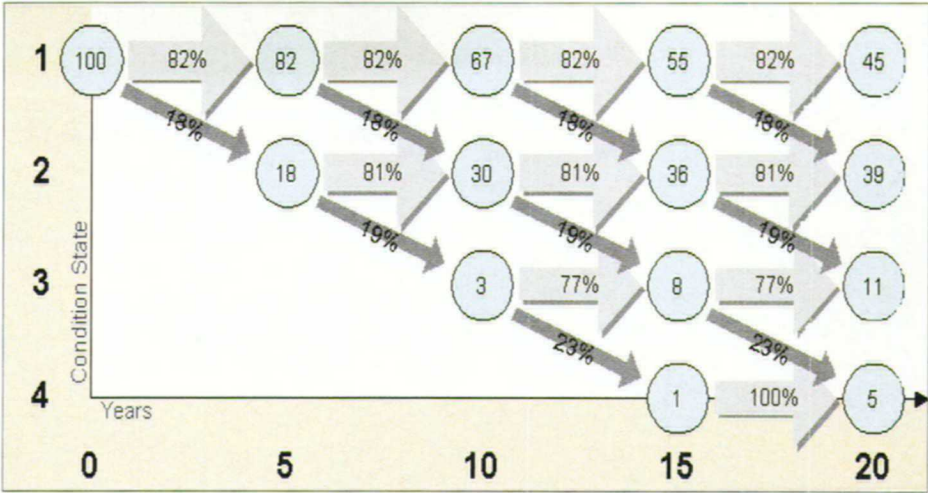 1 100 82% 82 82% 67 82% 55 82% 45
18% 18% 18% 18%
2 18 81% 30 81% 36 81% 39
19% 19% 19%
3 3 77% 8 77% 11
23% 23%
4 1 100% 5
Condition State
Years
0 5 10 15 20